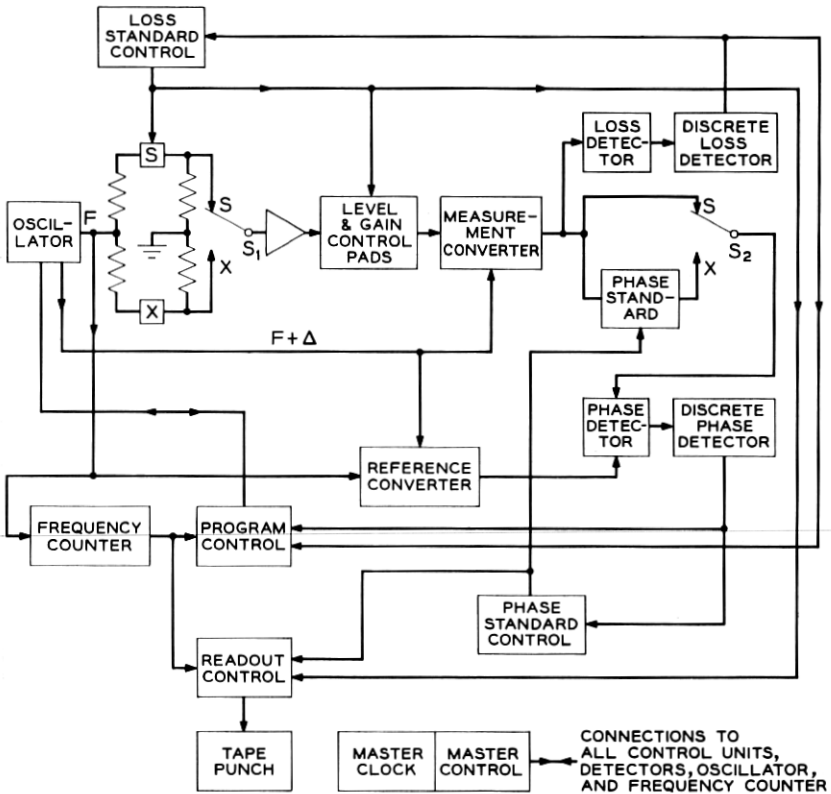 LOSS
STANDARD
CONTROL
S
LOSS
DETEC-
TOR
DISCRETE
LOSS
DETECTOR
OSCIL-
LATOR
F
S
S1
X
LEVEL
& GAIN
CONTROL
PADS
MEASURE-
MENT
CONVERTER
S
S2
X
PHASE
STAND-
ARD
X
F+Δ
PHASE
DETEC-
TOR
DISCRETE
PHASE
DETECTOR
REFERENCE
CONVERTER
FREQUENCY
COUNTER
PROGRAM
CONTROL
PHASE
STANDARD
CONTROL
READOUT
CONTROL
TAPE
PUNCH
MASTER
CLOCK
MASTER
CONTROL
CONNECTIONS TO
ALL CONTROL UNITS,
DETECTORS, OSCILLATOR,
AND FREQUENCY COUNTER